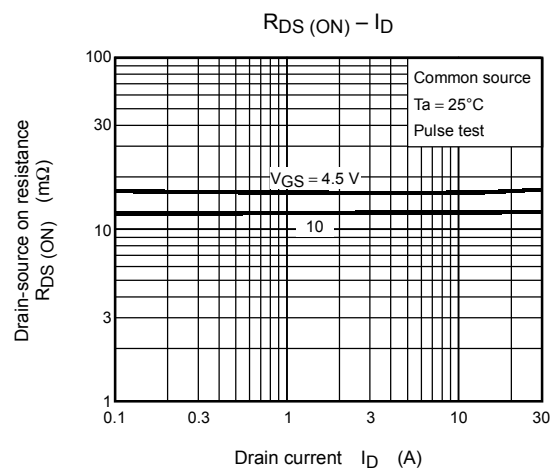 RDS (ON) – ID
Common source
Ta = 25°C
Pulse test
VGS = 4.5 V
10
Drain-source on resistance
RDS (ON) (mΩ)
100
30
10
3
1
0.1
0.3
1
3
10
30
Drain current ID (A)